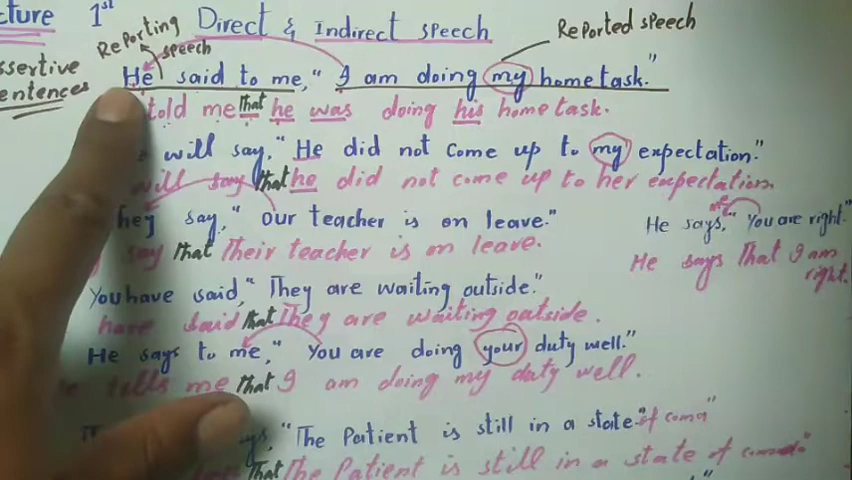 cture 1st Direct & Indirect speech
Reporting speech
Reported speech
ssertive
entences
He said to me, " I am doing my home task."
told me that he was doing his home task.
will say, " He did not come up to my expectation."
will say that he did not come up to her expectation.
hey say, " our teacher is on leave."
say that Their teacher is on leave.
He says, " You are right."
He says That I am
right.
You have said, " They are waiting outside."
have said that They are waiting outside.
He says to me, " You are doing your duty well."
e tells me that I am doing my duty well.
"The Patient is still in a state" of coma"
that The Patient is still in a state of